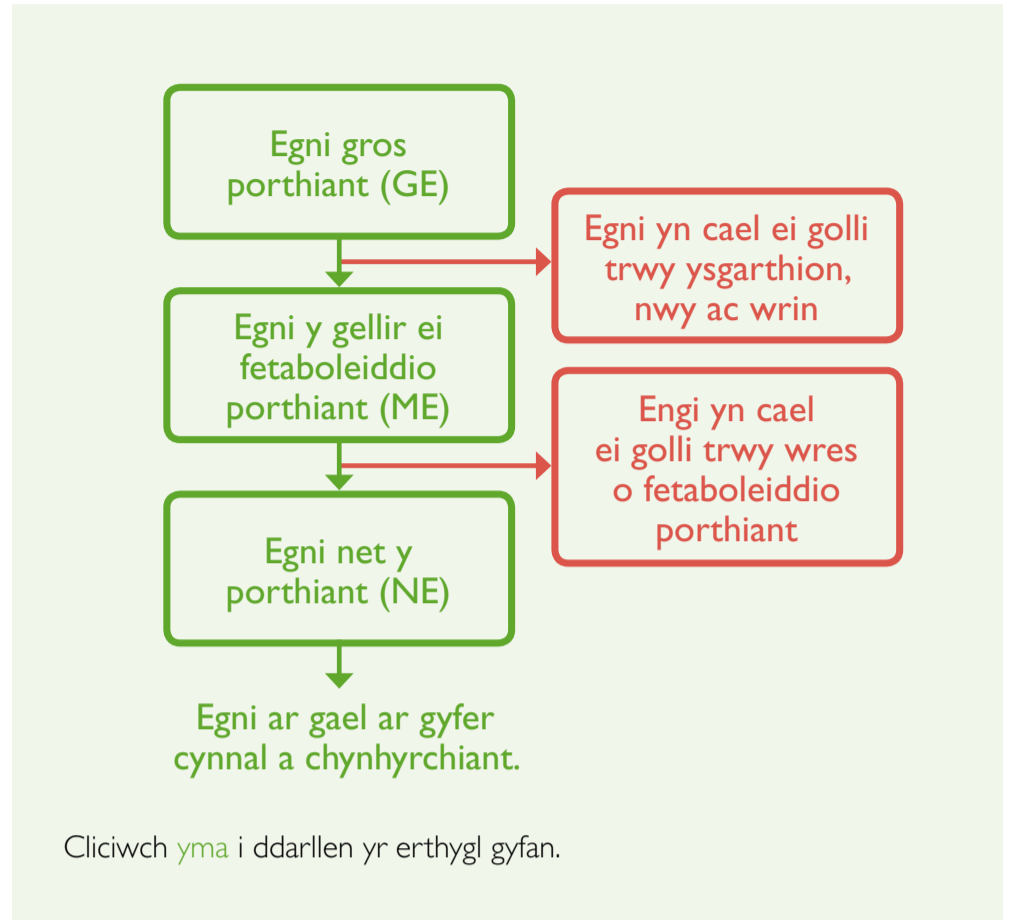 Egni gros
porthiant (GE)
Egni yn cael ei golli
trwy ysgarthion,
nwy ac wrin
Egni y gellir ei
fetaboleiddio
porthiant (ME)
Engi yn cael
ei golli trwy wres
o fetaboleiddio
porthiant
Egni net y
porthiant (NE)
Egni ar gael ar gyfer
cynnal a chynhyrchiant.
Cliciwch yma i ddarllen yr erthygl gyfan.